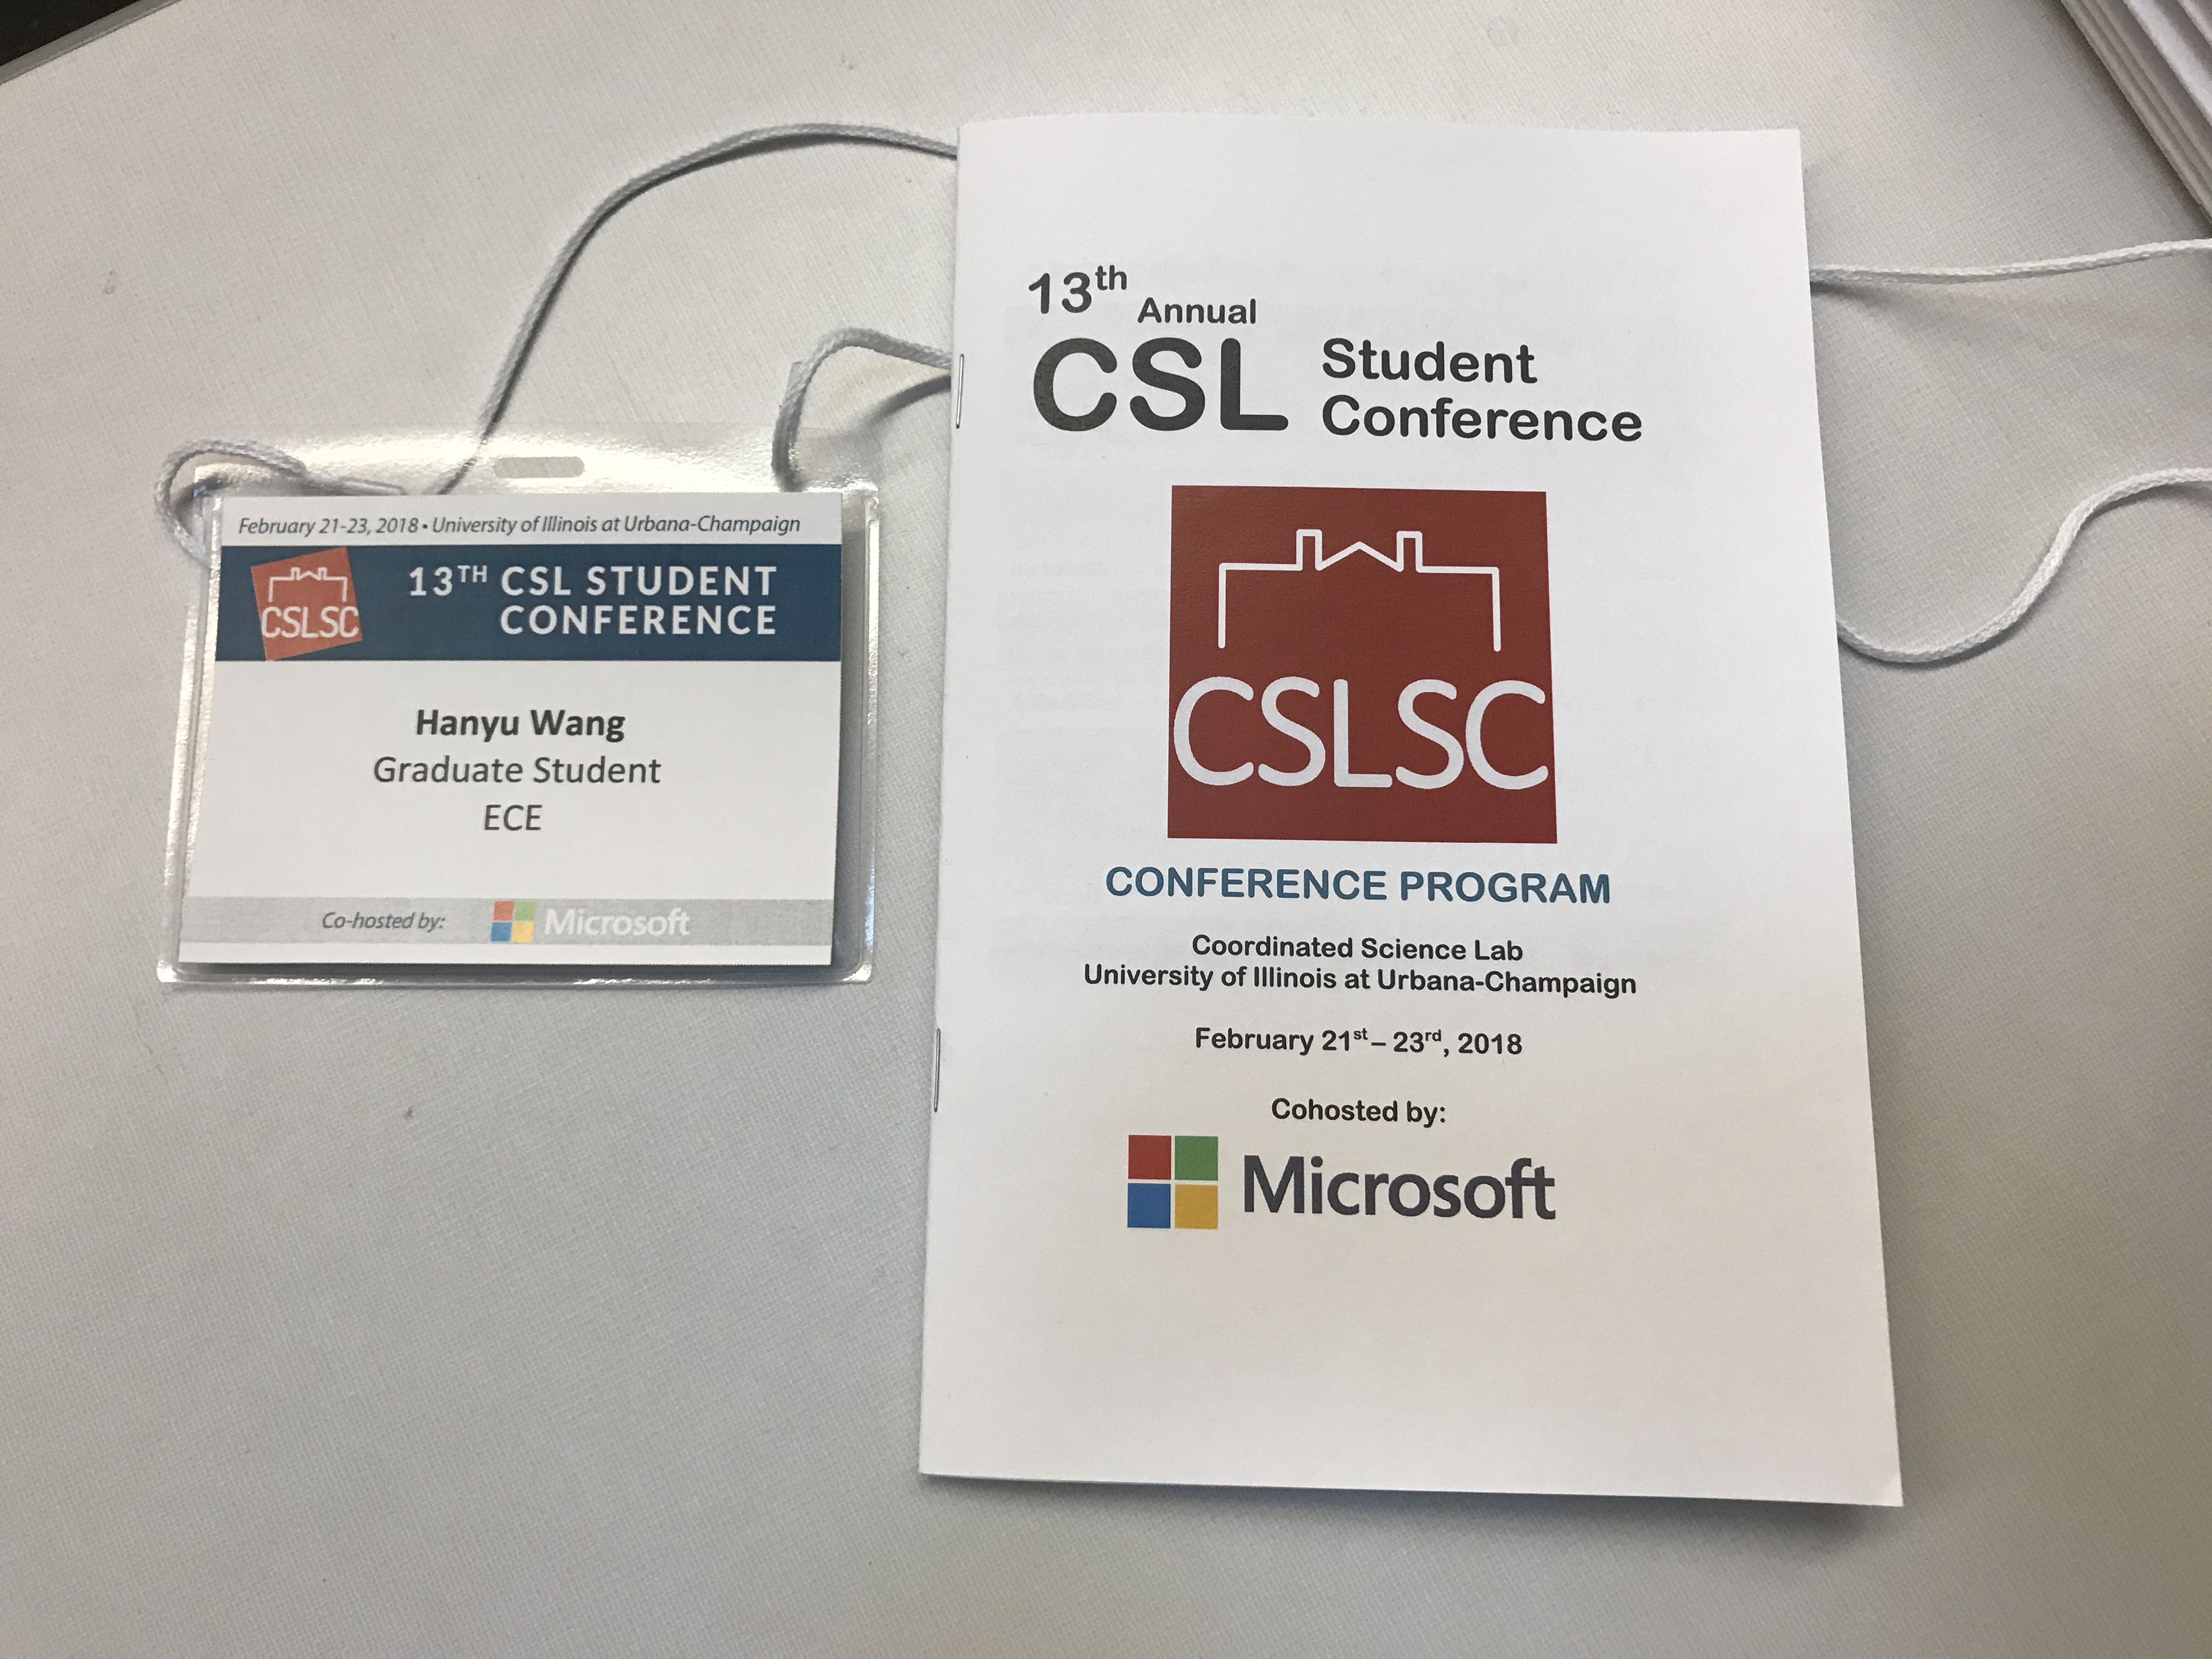 February 21-23, 2018 • University of Illinois at Urbana-Champaign
CSLSC
13TH CSL STUDENT
CONFERENCE
Hanyu Wang
Graduate Student
ECE
Co-hosted by: Microsoft
13th Annual
CSL Student
Conference
CSLSC
CONFERENCE PROGRAM
Coordinated Science Lab
University of Illinois at Urbana-Champaign
February 21st – 23rd, 2018
Cohosted by:
Microsoft